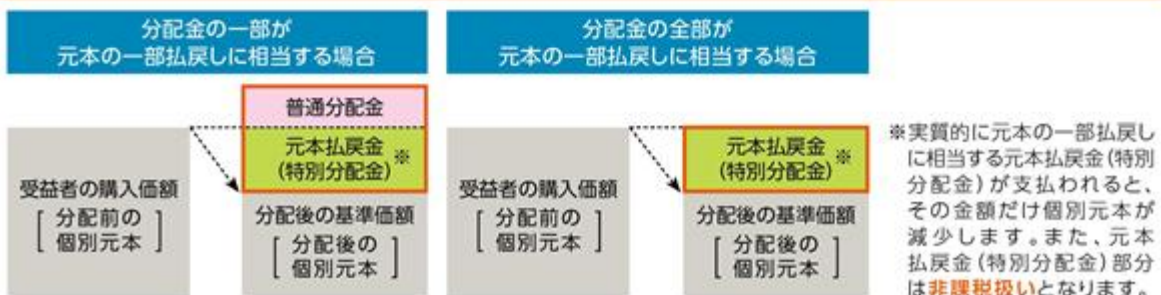 分配金の一部が
元本の一部払戻しに相当する場合
受益者の購入価額
[ 分配前の
個別元本 ]
普通分配金
元本払戻金
(特別分配金) ※
分配後の基準価額
[ 分配後の
個別元本 ]
分配金の全部が
元本の一部払戻しに相当する場合
受益者の購入価額
[ 分配前の
個別元本 ]
元本払戻金
(特別分配金) ※
分配後の基準価額
[ 分配後の
個別元本 ]
※実質的に元本の一部払戻し
に相当する元本払戻金(特別
分配金)が支払われると、
その金額だけ個別元本が
減少します。また、元本
払戻金(特別分配金)部分
は非課税扱いとなります。